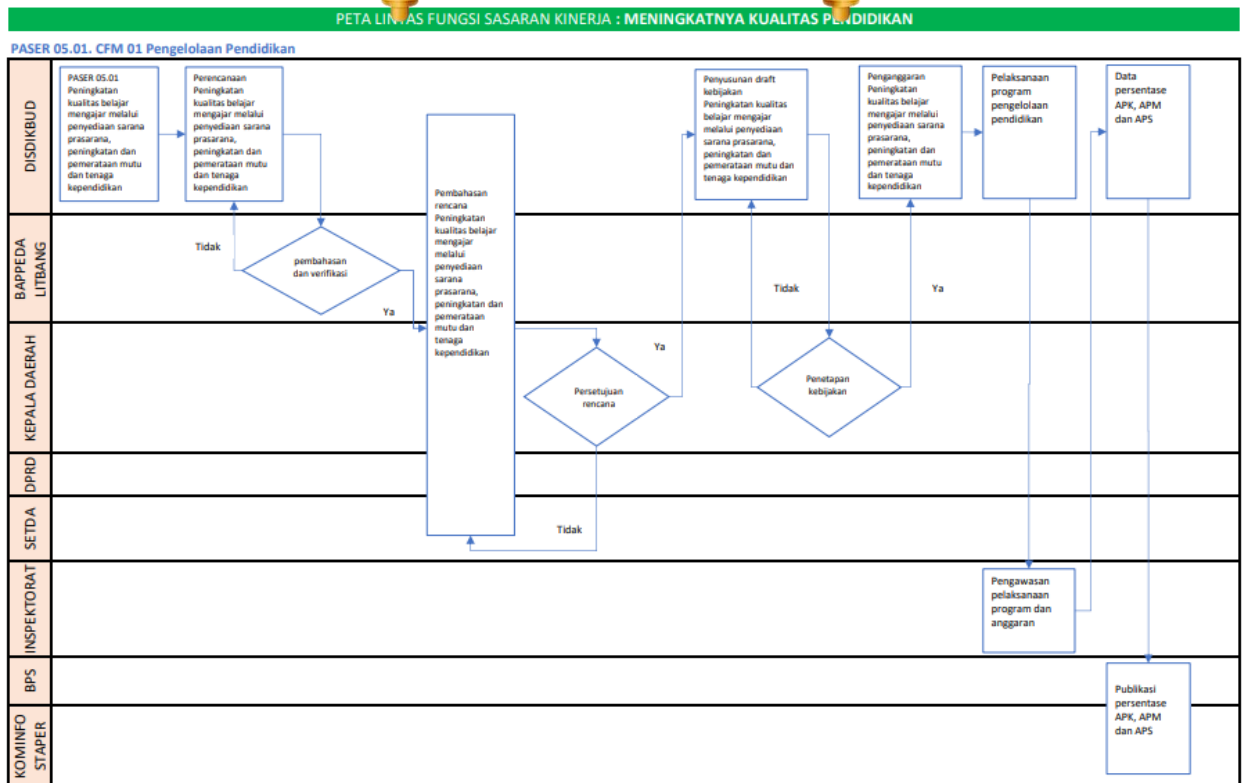 PETA LINTAS FUNGSI SASARAN KINERJA : MENINGKATNYA KUALITAS PENDIDIKAN
PASER 05.01. CFM 01 Pengelolaan Pendidikan
DISDIKBUD
PASER 05.01
Peningkatan
kualitas belajar
mengajar melalui
penyediaan sarana
prasarana,
peningkatan dan
pemerataan mutu
dan tenaga
kependidikan
Perencanaan
Peningkatan
kualitas belajar
mengajar melalui
penyediaan sarana
prasarana,
peningkatan dan
pemerataan mutu
dan tenaga
kependidikan
Penyusunan draft
kebijakan
Peningkatan kualitas
belajar mengajar
melalui penyediaan
sarana prasarana,
peningkatan dan
pemerataan mutu dan
tenaga kependidikan
Penganggaran
Peningkatan
kualitas belajar
mengajar melalui
penyediaan sarana
prasarana,
peningkatan dan
pemerataan mutu
dan tenaga
kependidikan
Pelaksanaan
program
pengelolaan
pendidikan
Data
persentase
APK, APM
dan APS
BAPPEDA
LITBANG
Tidak
pembahasan
dan verifikasi
Ya
Pembahasan
rencana
Peningkatan
kualitas belajar
mengajar
melalui
penyediaan
sarana
prasarana,
peningkatan dan
pemerataan
mutu dan
tenaga
kependidikan
Tidak
Ya
KEPALA DAERAH
Persetujuan
rencana
Ya
Penetapan
kebijakan
DPRD
SETDA
Tidak
INSPEKTORAT
Pengawasan
pelaksanaan
program dan
anggaran
BPS
Publikasi
persentase
APK, APM
dan APS
KOMINFO
STAPER